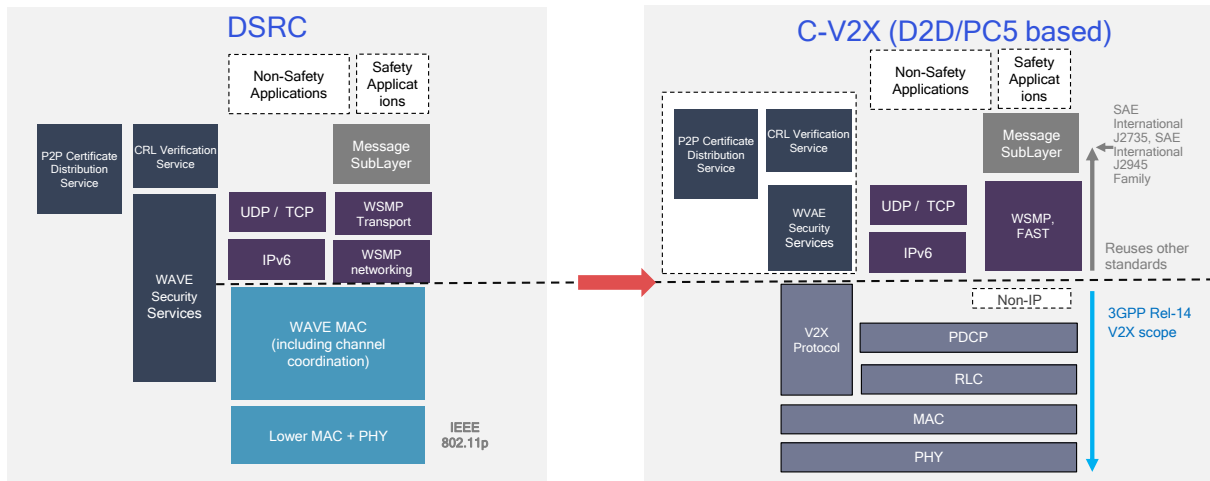 DSRC
Non-Safety
Applications
Safety
Applicat
ions
P2P Certificate
Distribution
Service
CRL Verification
Service
Message
SubLayer
UDP / TCP
WSMP
Transport
IPv6
WSMP
networking
WAVE
Security
Services
WAVE MAC
(including channel
coordination)
Lower MAC + PHY
IEEE
802.11p
C-V2X (D2D/PC5 based)
Non-Safety
Applications
Safety
Applicat
ions
P2P Certificate
Distribution
Service
CRL Verification
Service
Message
SubLayer
SAE
International
J2735, SAE
International
J2945
Family
WVAE
Security
Services
UDP / TCP
IPv6
WSMP,
FAST
Reuses other
standards
Non-IP
V2X
Protocol
PDCP
RLC
MAC
PHY
3GPP Rel-14
V2X scope